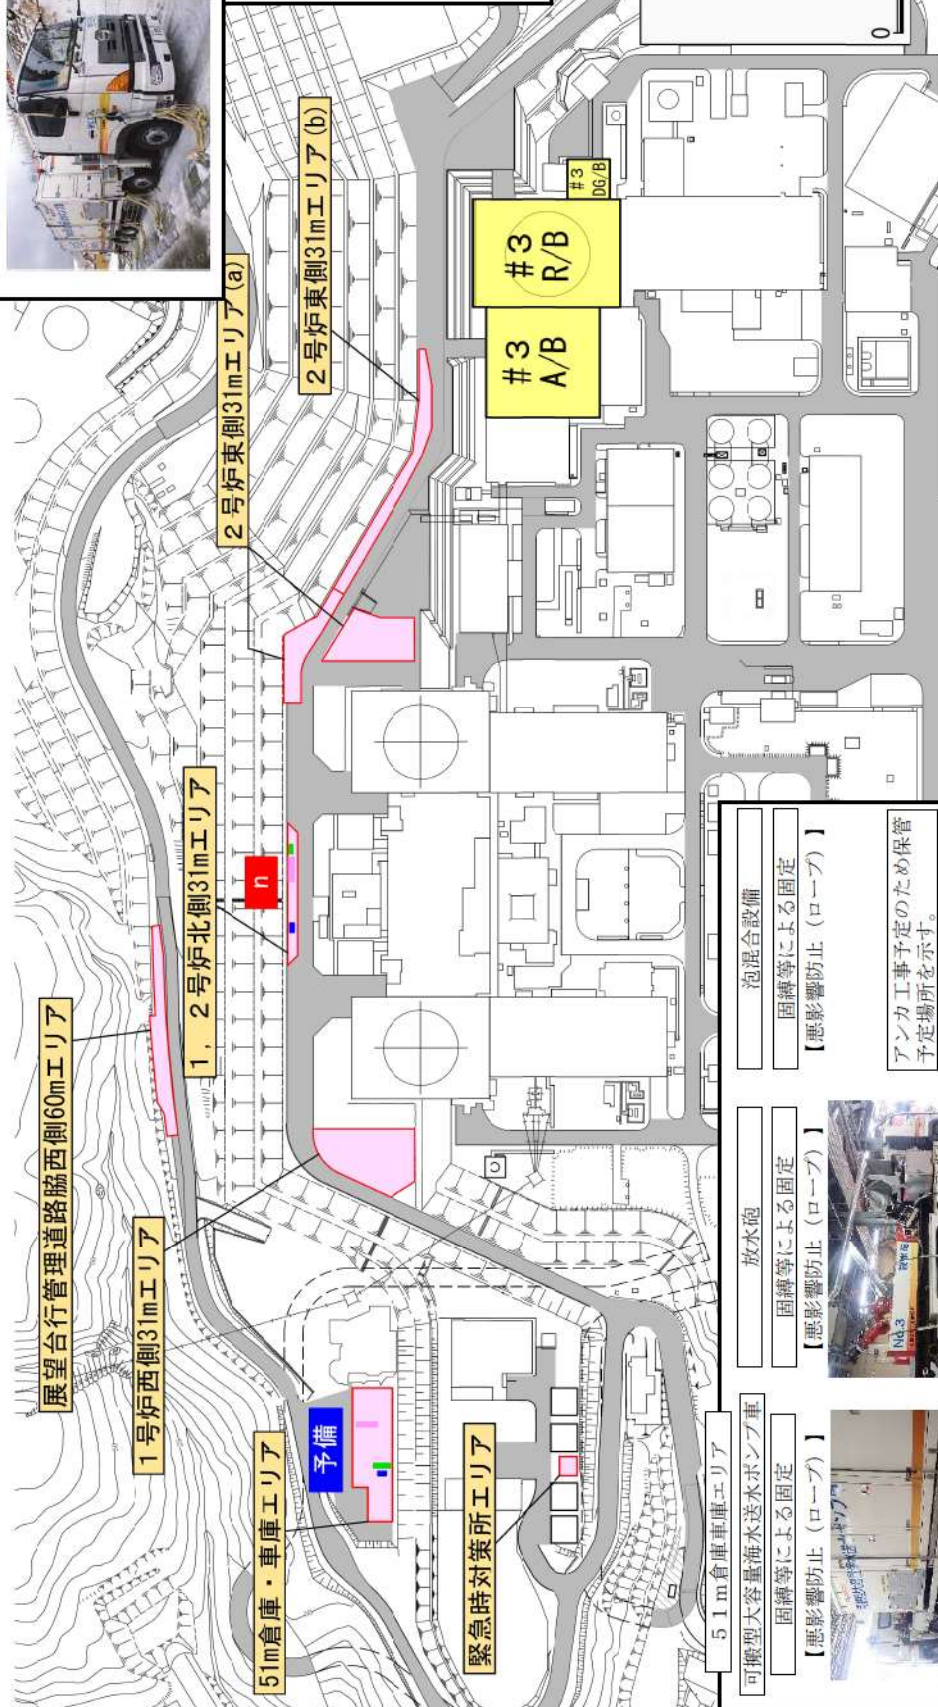 展望台行管理道路脇西側60mエリア
1号炉西側31mエリア
51m倉庫・車庫エリア
予備
緊急時対策所エリア
1,2号炉北側31mエリア
n
2号炉東側31mエリア(a)
2号炉東側31mエリア(b)
#3
A/B
#3
R/B
#3
DG/B
0
51m倉庫車庫エリア
可搬型大容量海水送水ポンプ車
固縛等による固定
【悪影響防止(ロープ)】
放水砲
固縛等による固定
【悪影響防止(ロープ)】
No.3
泡混合設備
固縛等による固定
【悪影響防止(ロープ)】
アンカ工事予定のため保管
予定場所を示す。